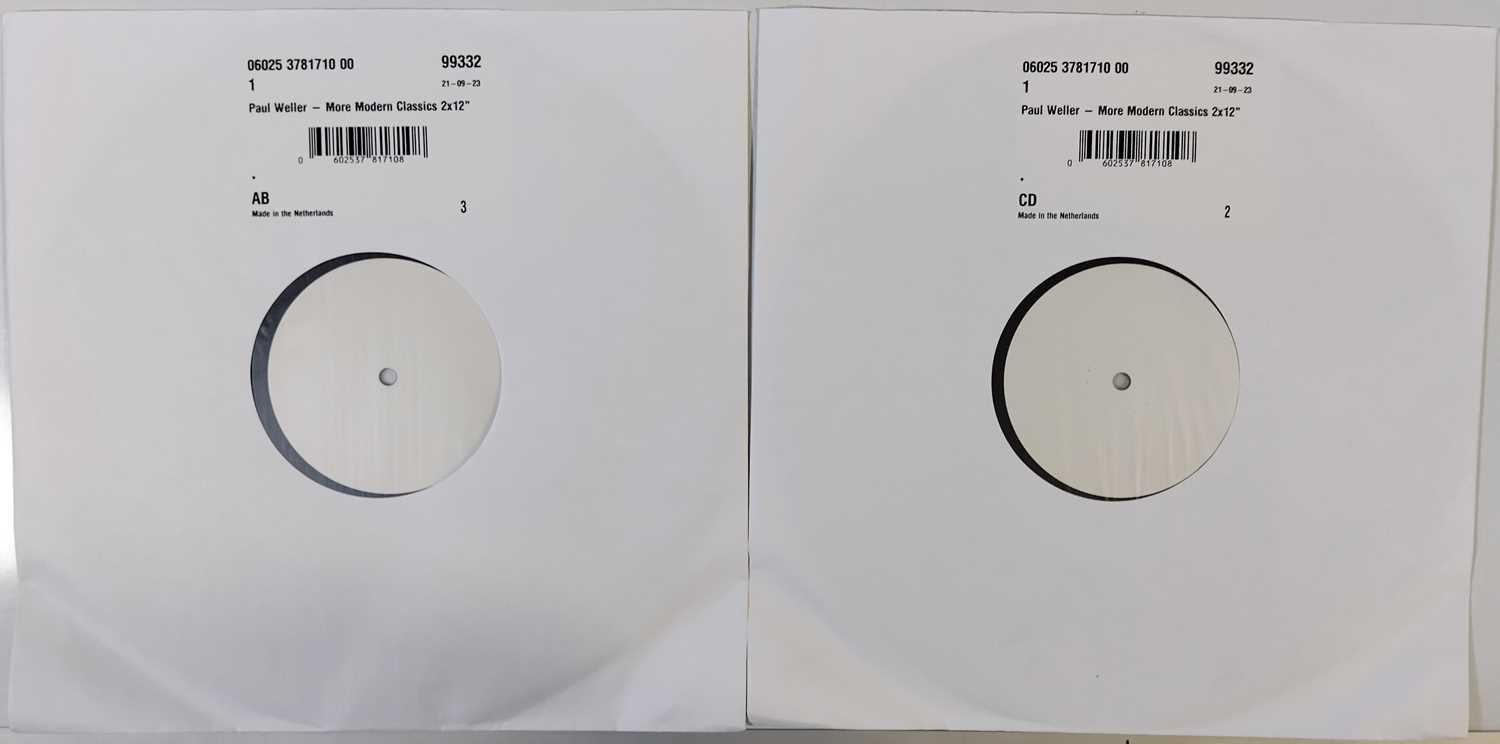 06025 3781710 00 99332
1 21-09-23
Paul Weller – More Modern Classics 2x12"
0 602537 817108
AB
Made in the Netherlands 3
06025 3781710 00 99332
1 21-09-23
Paul Weller – More Modern Classics 2x12"
0 602537 817108
CD
Made in the Netherlands 2